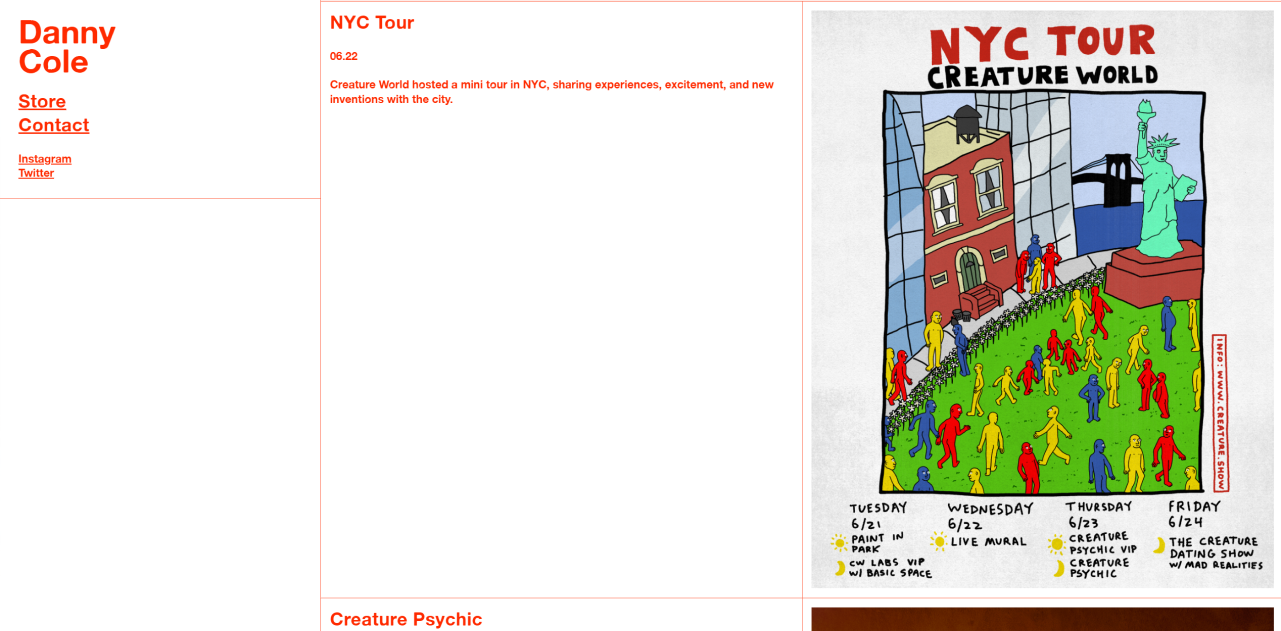 Danny
Cole
Store
Contact
Instagram
Twitter
NYC Tour
06.22
Creature World hosted a mini tour in NYC, sharing experiences, excitement, and new
inventions with the city.
NYC TOUR
CREATURE WORLD
INFO: WWW.CREATURE.SHOW
TUESDAY
6/21
PAINT IN
PARK
CW LABS VIP
W/ BASIC SPACE
WEDNESDAY
6/22
LIVE MURAL
THURSDAY
6/23
CREATURE
PSYCHIC VIP
CREATURE
PSYCHIC
FRIDAY
6/24
THE CREATURE
DATING SHOW
W/ MAD REALITIES
Creature Psychic